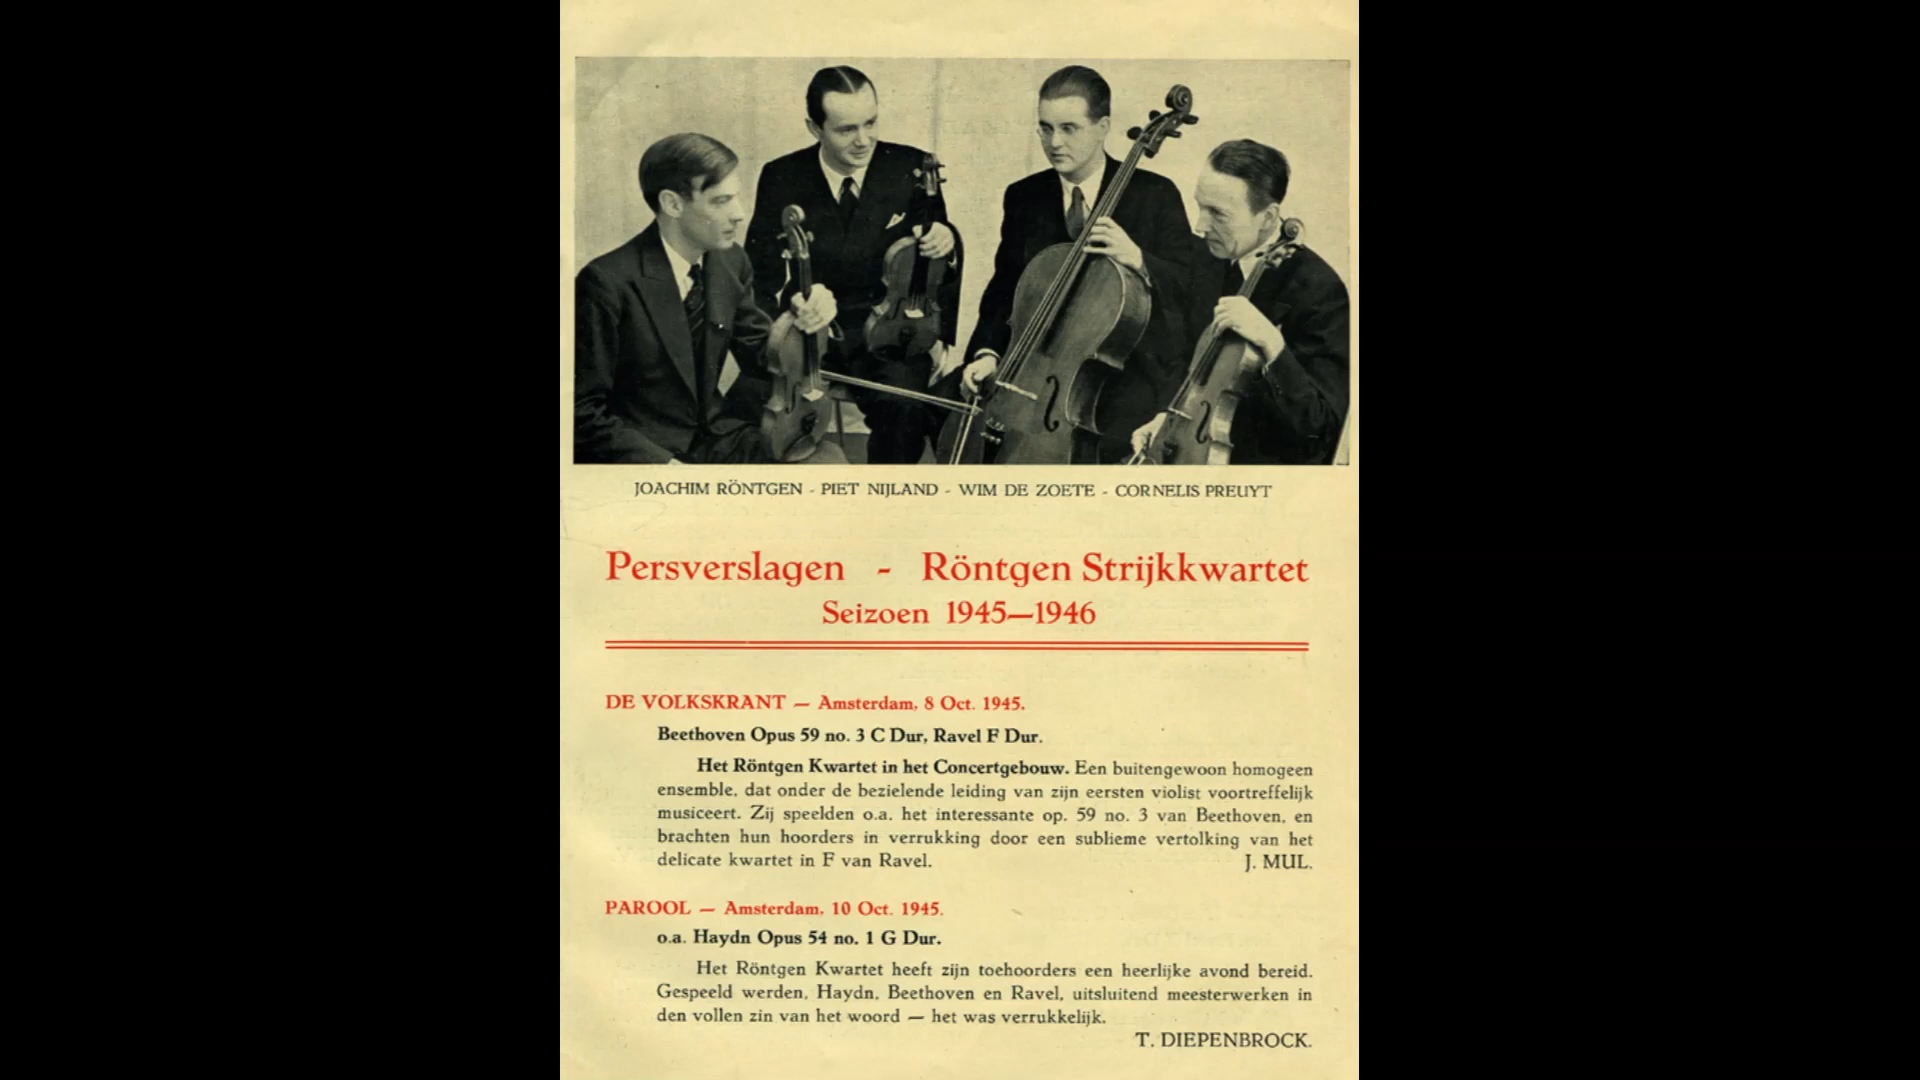 JOACHIM RÖNTGEN - PIET NIJLAND - WIM DE ZOETE - CORNELIS PREUYT
Persverslagen - Röntgen Strijkkwartet
Seizoen 1945—1946
DE VOLKSKRANT — Amsterdam, 8 Oct. 1945.
Beethoven Opus 59 no. 3 C Dur, Ravel F Dur.
Het Röntgen Kwartet in het Concertgebouw. Een buitengewoon homogeen
ensemble, dat onder de bezielende leiding van zijn eersten violist voortreffelijk
musiceert. Zij speelden o.a. het interessante op. 59 no. 3 van Beethoven, en
brachten hun hoorders in verrukking door een sublieme vertolking van het
delicate kwartet in F van Ravel. J. MUL.
PAROOL — Amsterdam, 10 Oct. 1945.
o.a. Haydn Opus 54 no. 1 G Dur.
Het Röntgen Kwartet heeft zijn toehoorders een heerlijke avond bereid.
Gespeeld werden, Haydn, Beethoven en Ravel, uitsluitend meesterwerken in
den vollen zin van het woord — het was verrukkelijk.
T. DIEPENBROCK.